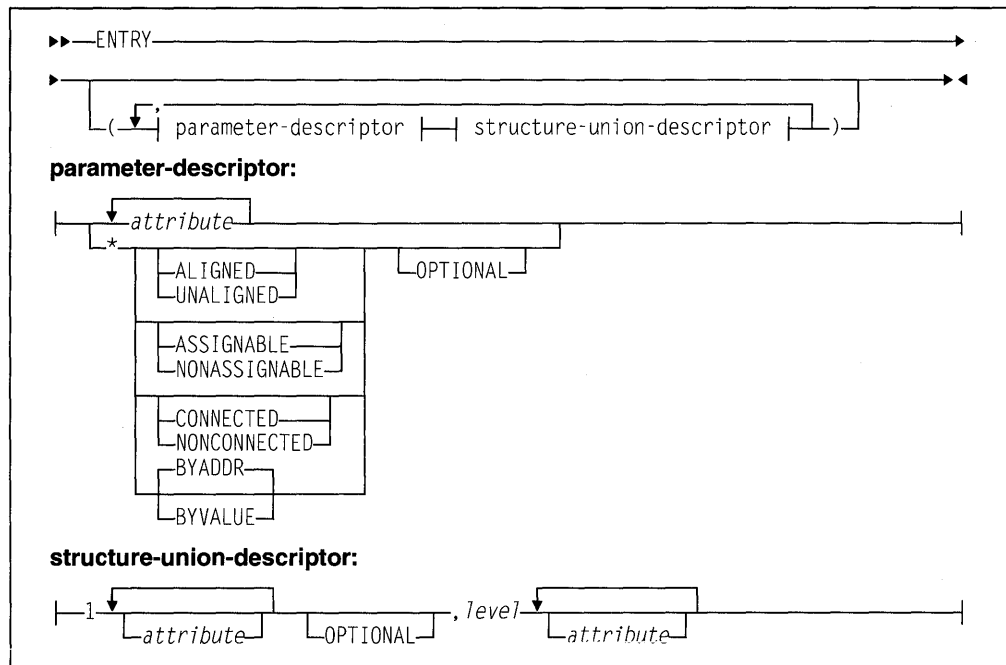 ENTRY
,
( parameter-descriptor structure-union-descriptor )
parameter-descriptor:
attribute
*
ALIGNED OPTIONAL
UNALIGNED
ASSIGNABLE
NONASSIGNABLE
CONNECTED
NONCONNECTED
BYADDR
BYVALUE
structure-union-descriptor:
1 ,level
attribute OPTIONAL attribute